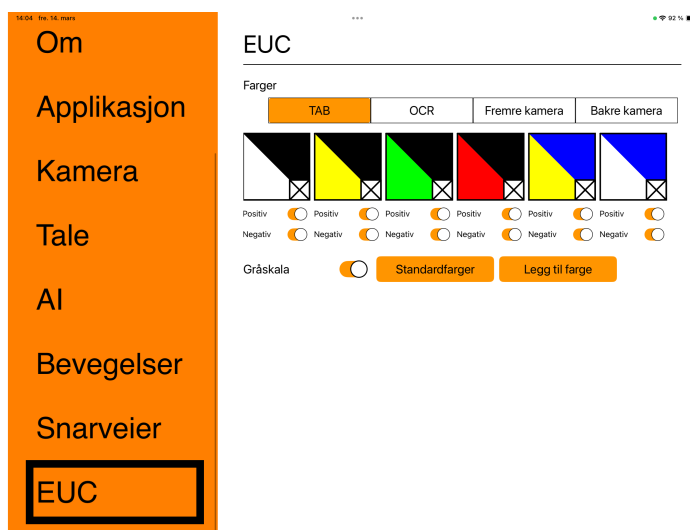 14:04 fre. 14. mars
92 %
Om
Applikasjon
Kamera
Tale
AI
Bevegelser
Snarveier
EUC
EUC
Farger
TAB OCR Fremre kamera Bakre kamera
Positiv Positiv Positiv Positiv Positiv Positiv
Negativ Negativ Negativ Negativ Negativ Negativ
Gråskala Standardfarger Legg til farge